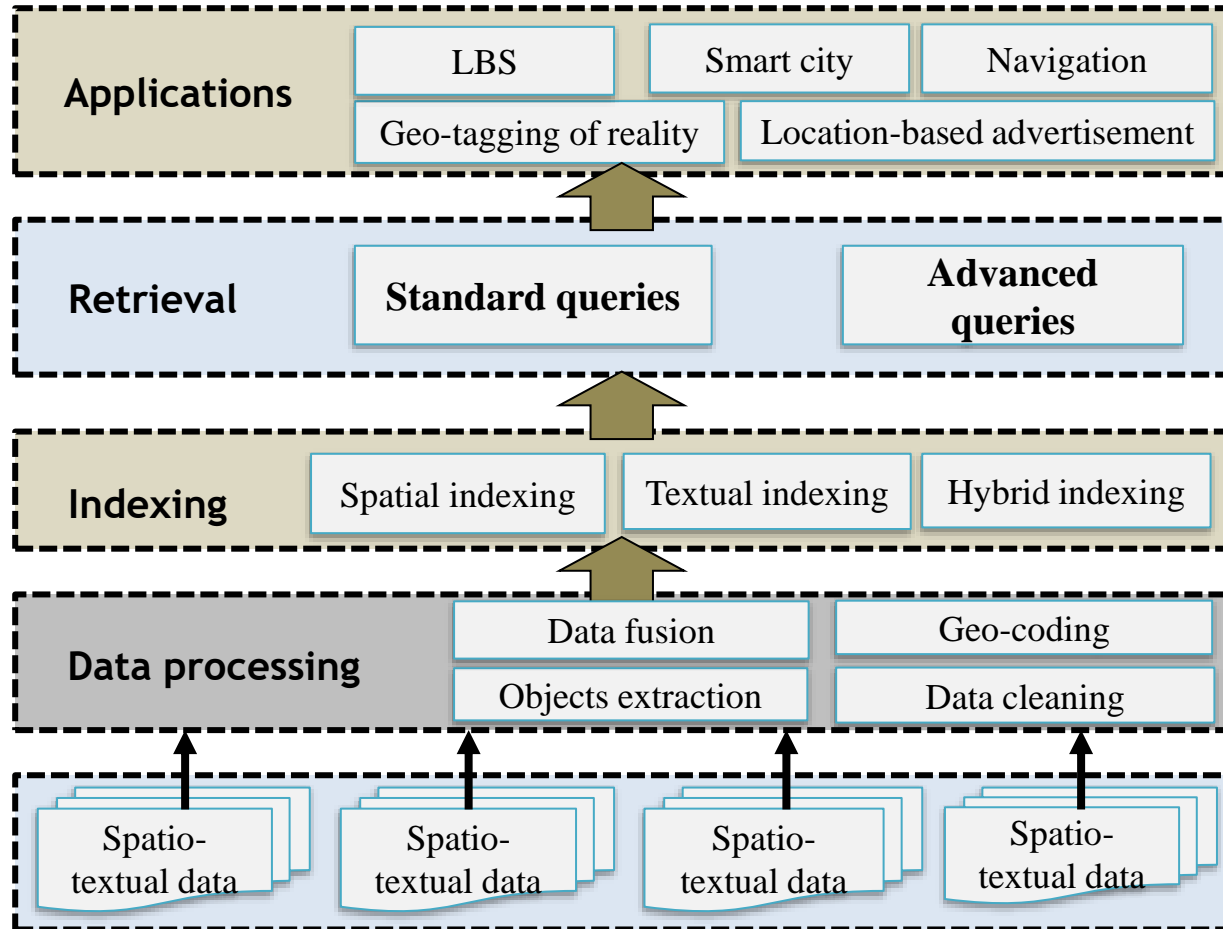 Applications
LBS
Smart city
Navigation
Geo-tagging of reality
Location-based advertisement
Retrieval
Standard queries
Advanced
queries
Indexing
Spatial indexing
Textual indexing
Hybrid indexing
Data processing
Data fusion
Geo-coding
Objects extraction
Data cleaning
Spatio-
textual data
Spatio-
textual data
Spatio-
textual data
Spatio-
textual data